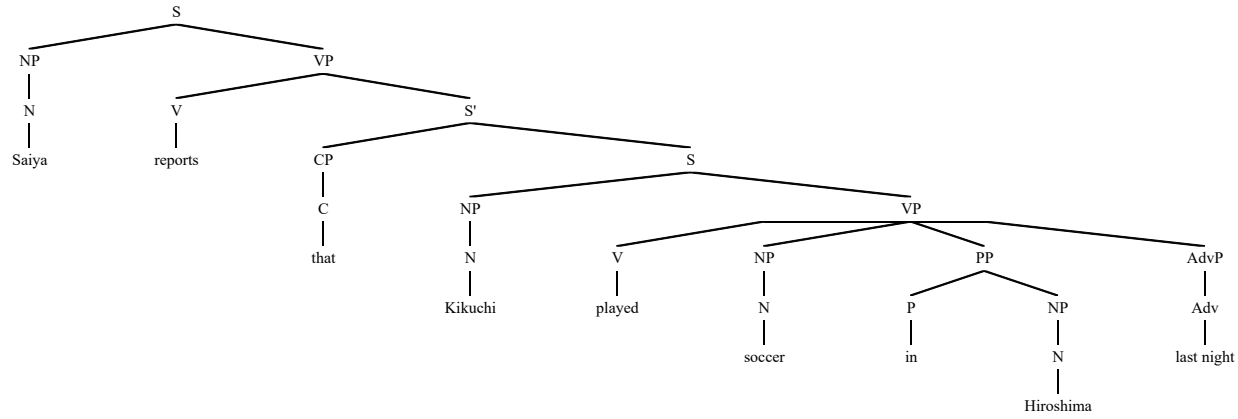 S
NP VP
N V S'
Saiya reports CP S
C NP VP
that N V NP PP AdvP
Kikuchi played N P NP Adv
soccer in N last night
Hiroshima